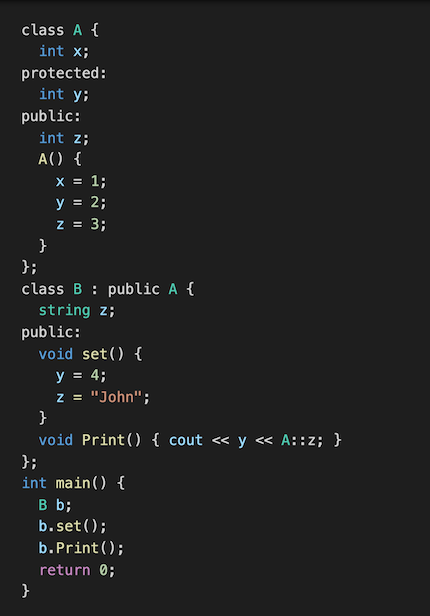 class A {
  int x;
protected:
  int y;
public:
  int z;
  A() {
    x = 1;
    y = 2;
    z = 3;
  }
};
class B : public A {
  string z;
public:
  void set() {
    y = 4;
    z = "John";
  }
  void Print() { cout << y << A::z; }
};
int main() {
  B b;
  b.set();
  b.Print();
  return 0;
}